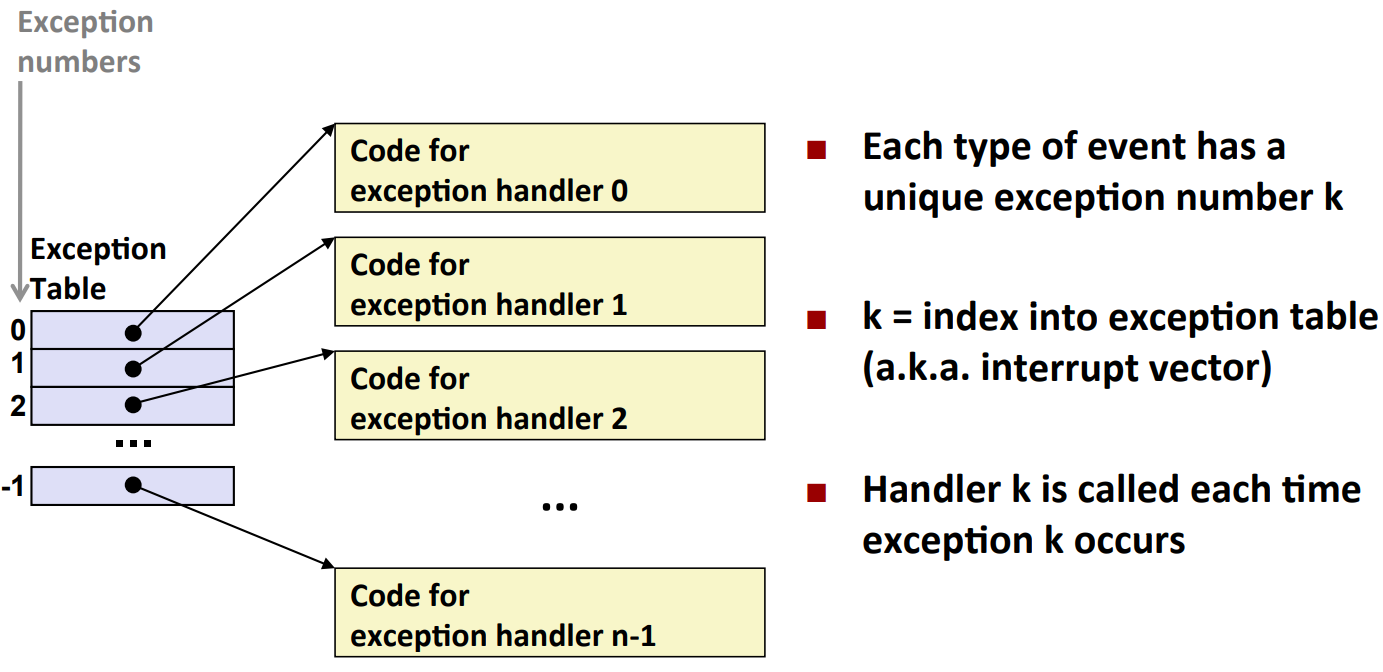 Exception
numbers
Exception
Table
0
1
2
...
-1
Code for
exception handler 0
Code for
exception handler 1
Code for
exception handler 2
...
Code for
exception handler n-1
■ Each type of event has a
unique exception number k
■ k = index into exception table
(a.k.a. interrupt vector)
■ Handler k is called each time
exception k occurs